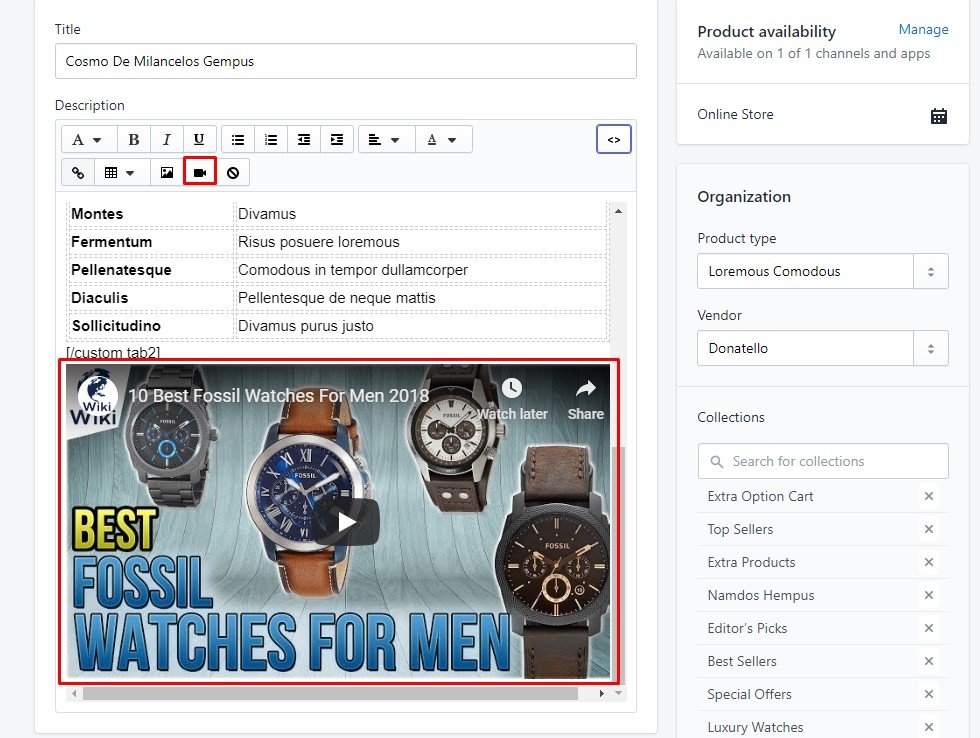 Title
Cosmo De Milancelos Gempus
Description
A B I U A <>
Montes Divamus
Fermentum Risus posuere loremous
Pellenatesque Comodous in tempor dullamcorper
Diaculis Pellentesque de neque mattis
Sollicitudino Divamus purus justo
[/custom tab2]
Wiki
Wiki
10 Best Fossil Watches For Men 2018
Watch later Share
FOSSIL
FOSSIL
FOSSIL
FOSSIL
BEST
FOSSIL
WATCHES FOR MEN
Product availability Manage
Available on 1 of 1 channels and apps
Online Store
Organization
Product type
Loremous Comodous
Vendor
Donatello
Collections
Search for collections
Extra Option Cart
Top Sellers
Extra Products
Namdos Hempus
Editor’s Picks
Best Sellers
Special Offers
Luxury Watches